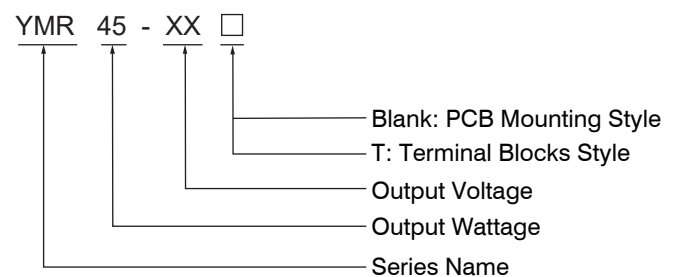 YMR 45 - XX □
Blank: PCB Mounting Style
T: Terminal Blocks Style
Output Voltage
Output Wattage
Series Name